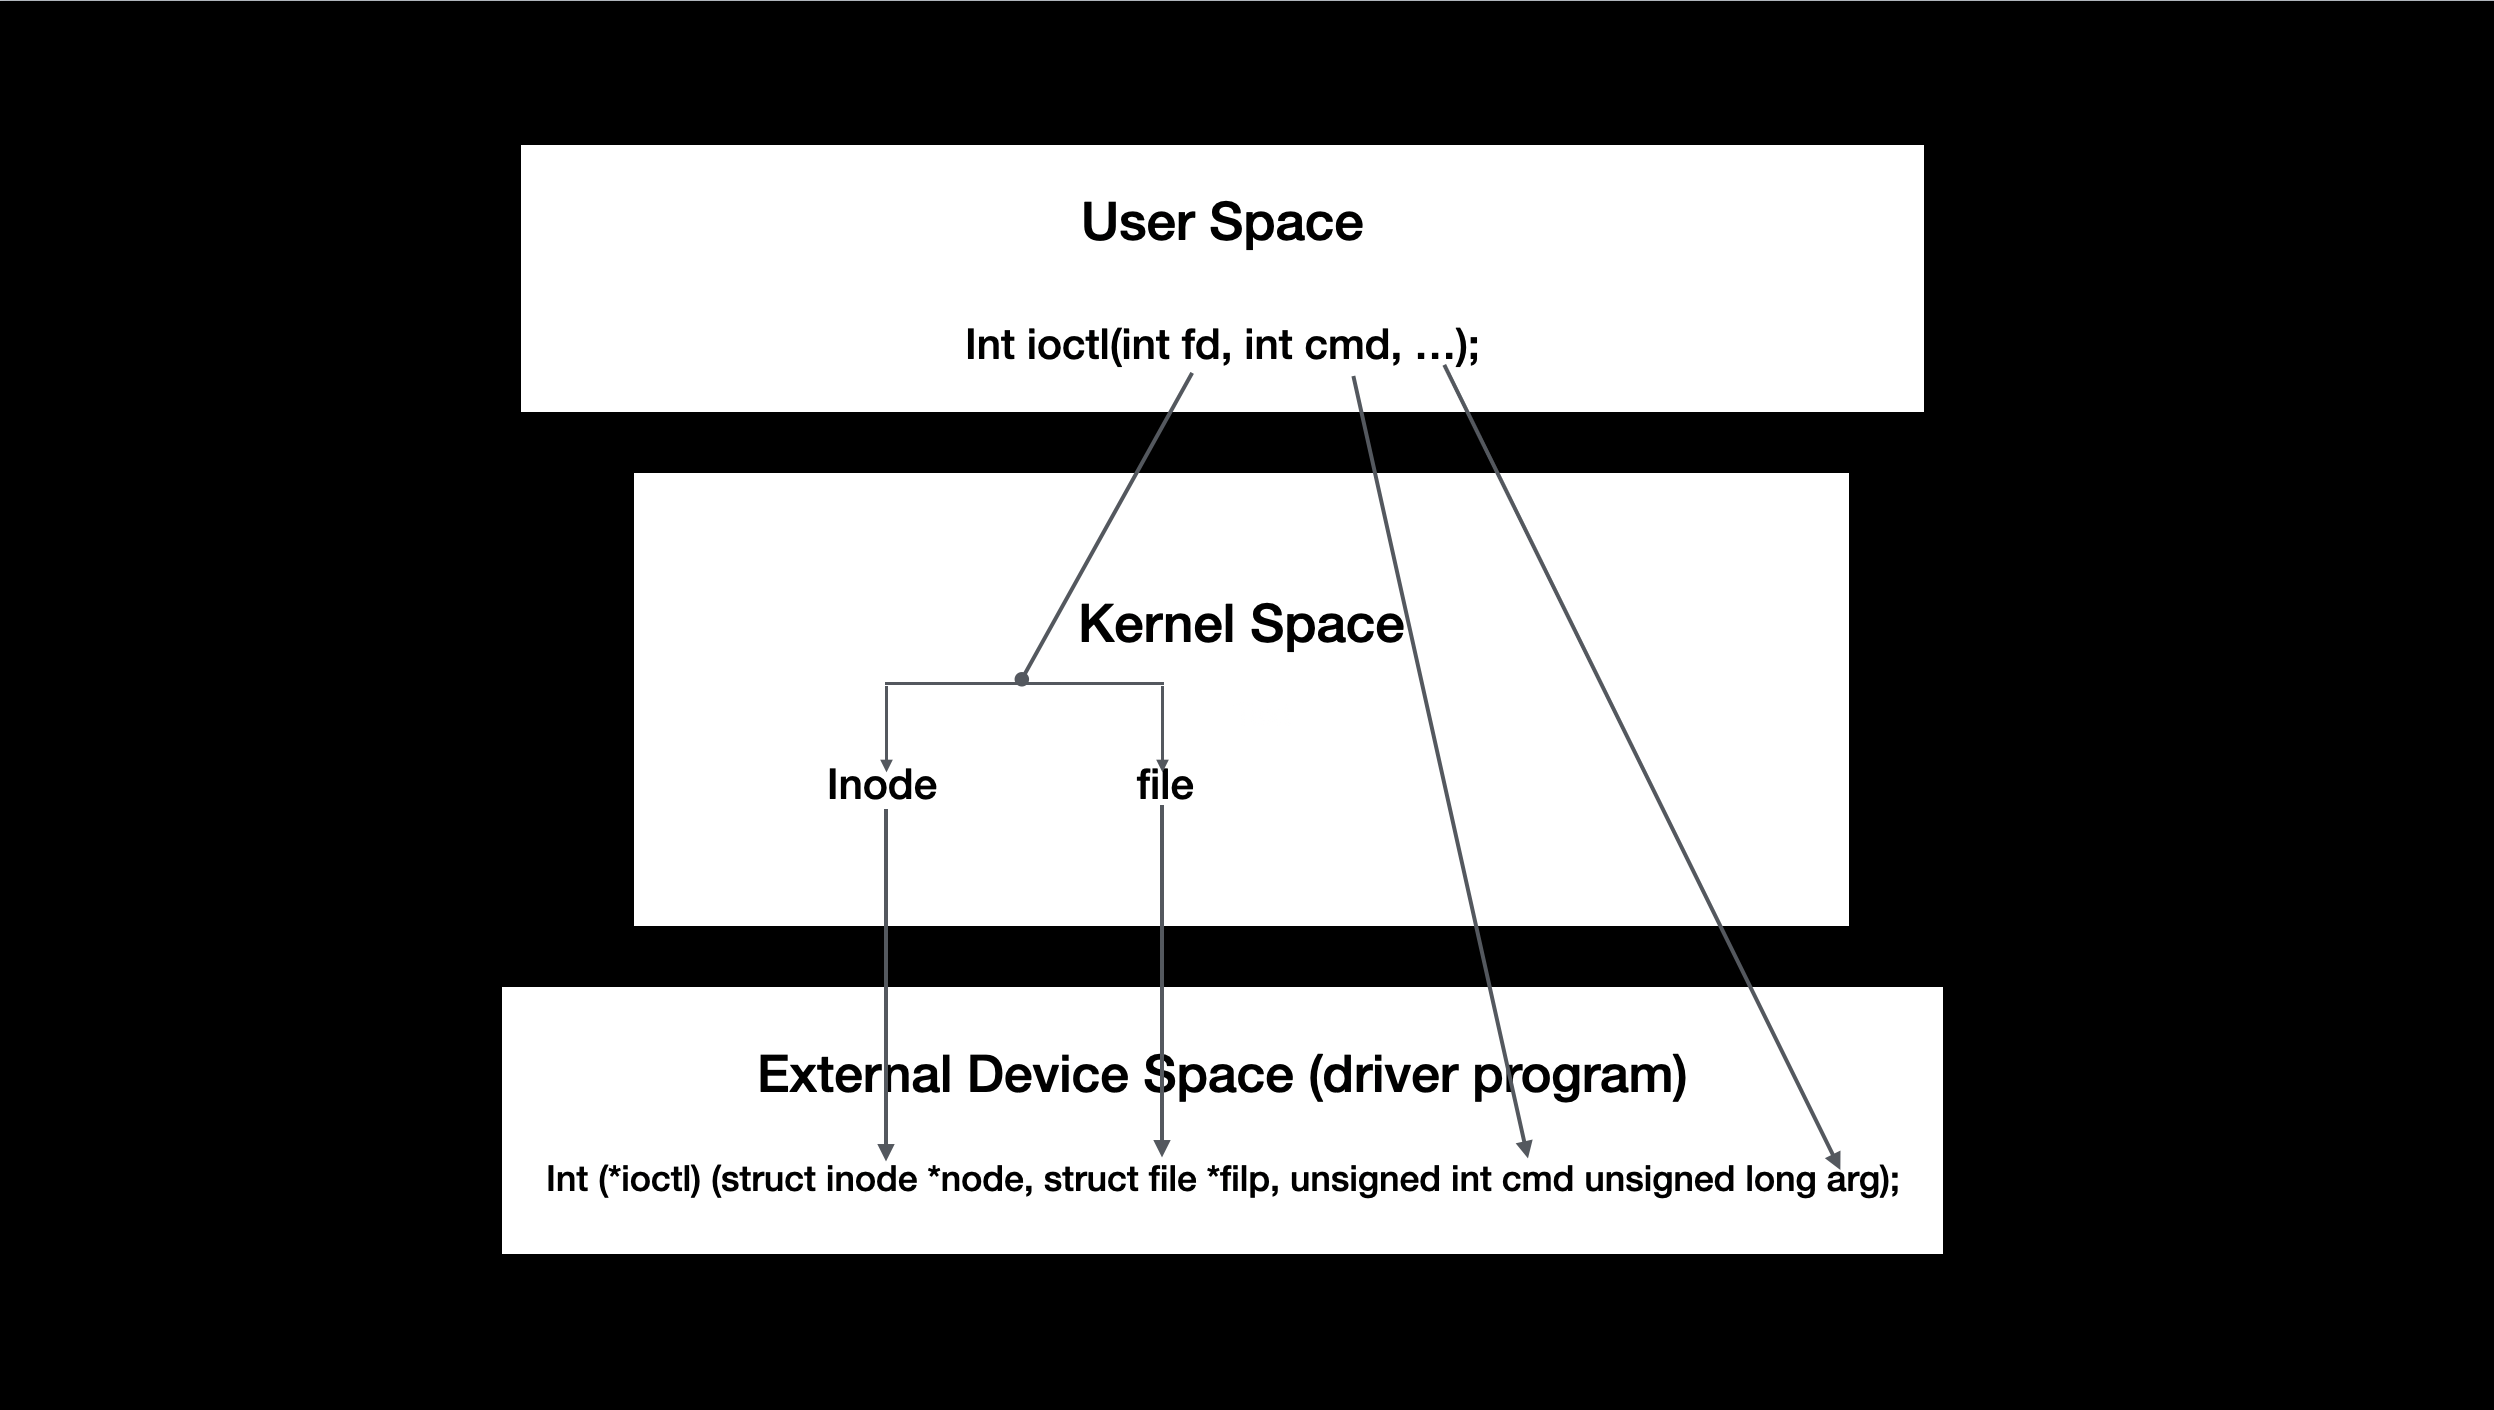 User Space
Int ioctl(int fd, int cmd, …);
Kernel Space
Inode file
External Device Space (driver program)
Int (*ioctl) (struct inode *node, struct file *filp, unsigned int cmd unsigned long arg);